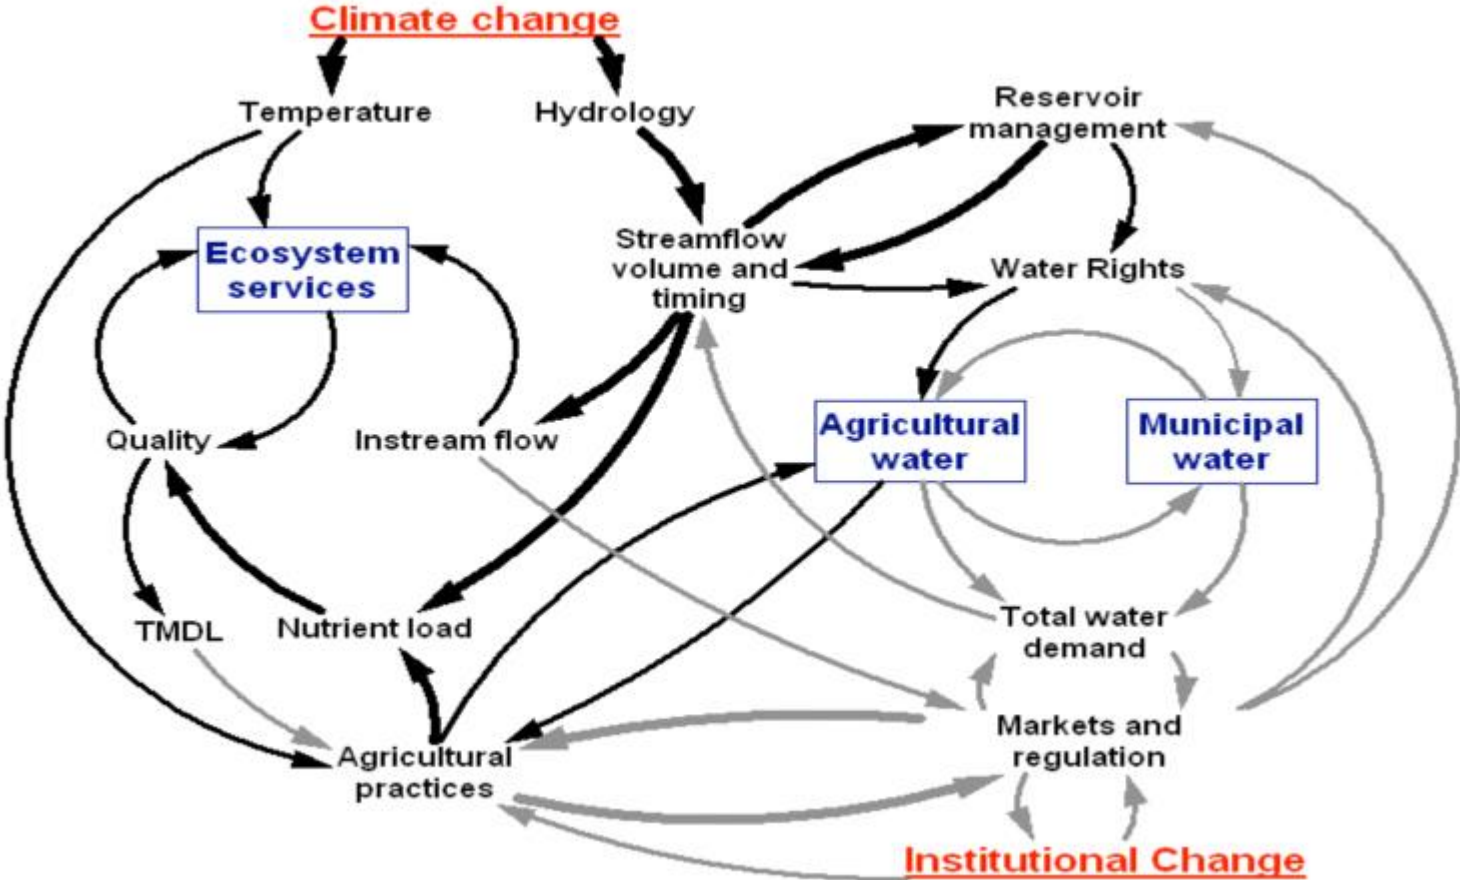 Climate change
Temperature
Hydrology
Reservoir
management
Ecosystem
services
Streamflow
volume and
timing
Water Rights
Quality
Instream flow
Agricultural
water
Municipal
water
TMDL
Nutrient load
Total water
demand
Agricultural
practices
Markets and
regulation
Institutional Change